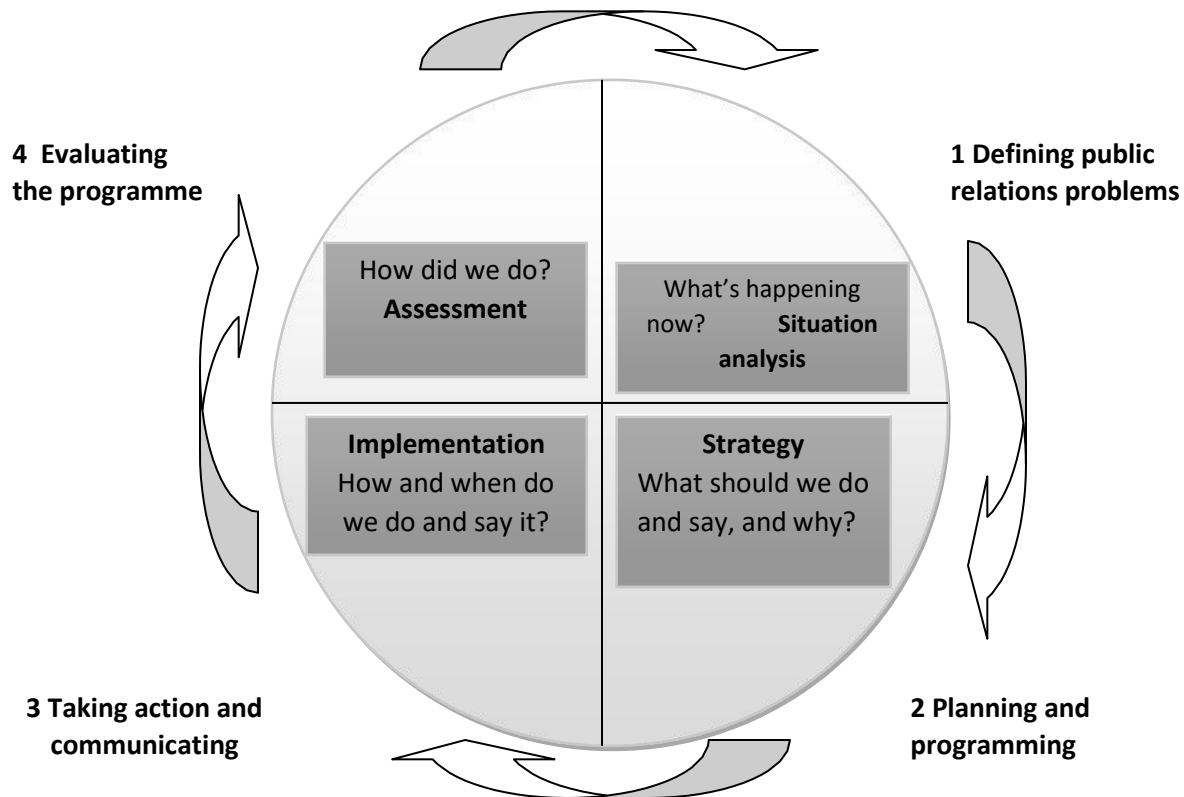 4 Evaluating
the programme
1 Defining public
relations problems
How did we do?
Assessment
What’s happening
now? Situation
analysis
Implementation
How and when do
we do and say it?
Strategy
What should we do
and say, and why?
3 Taking action and
communicating
2 Planning and
programming